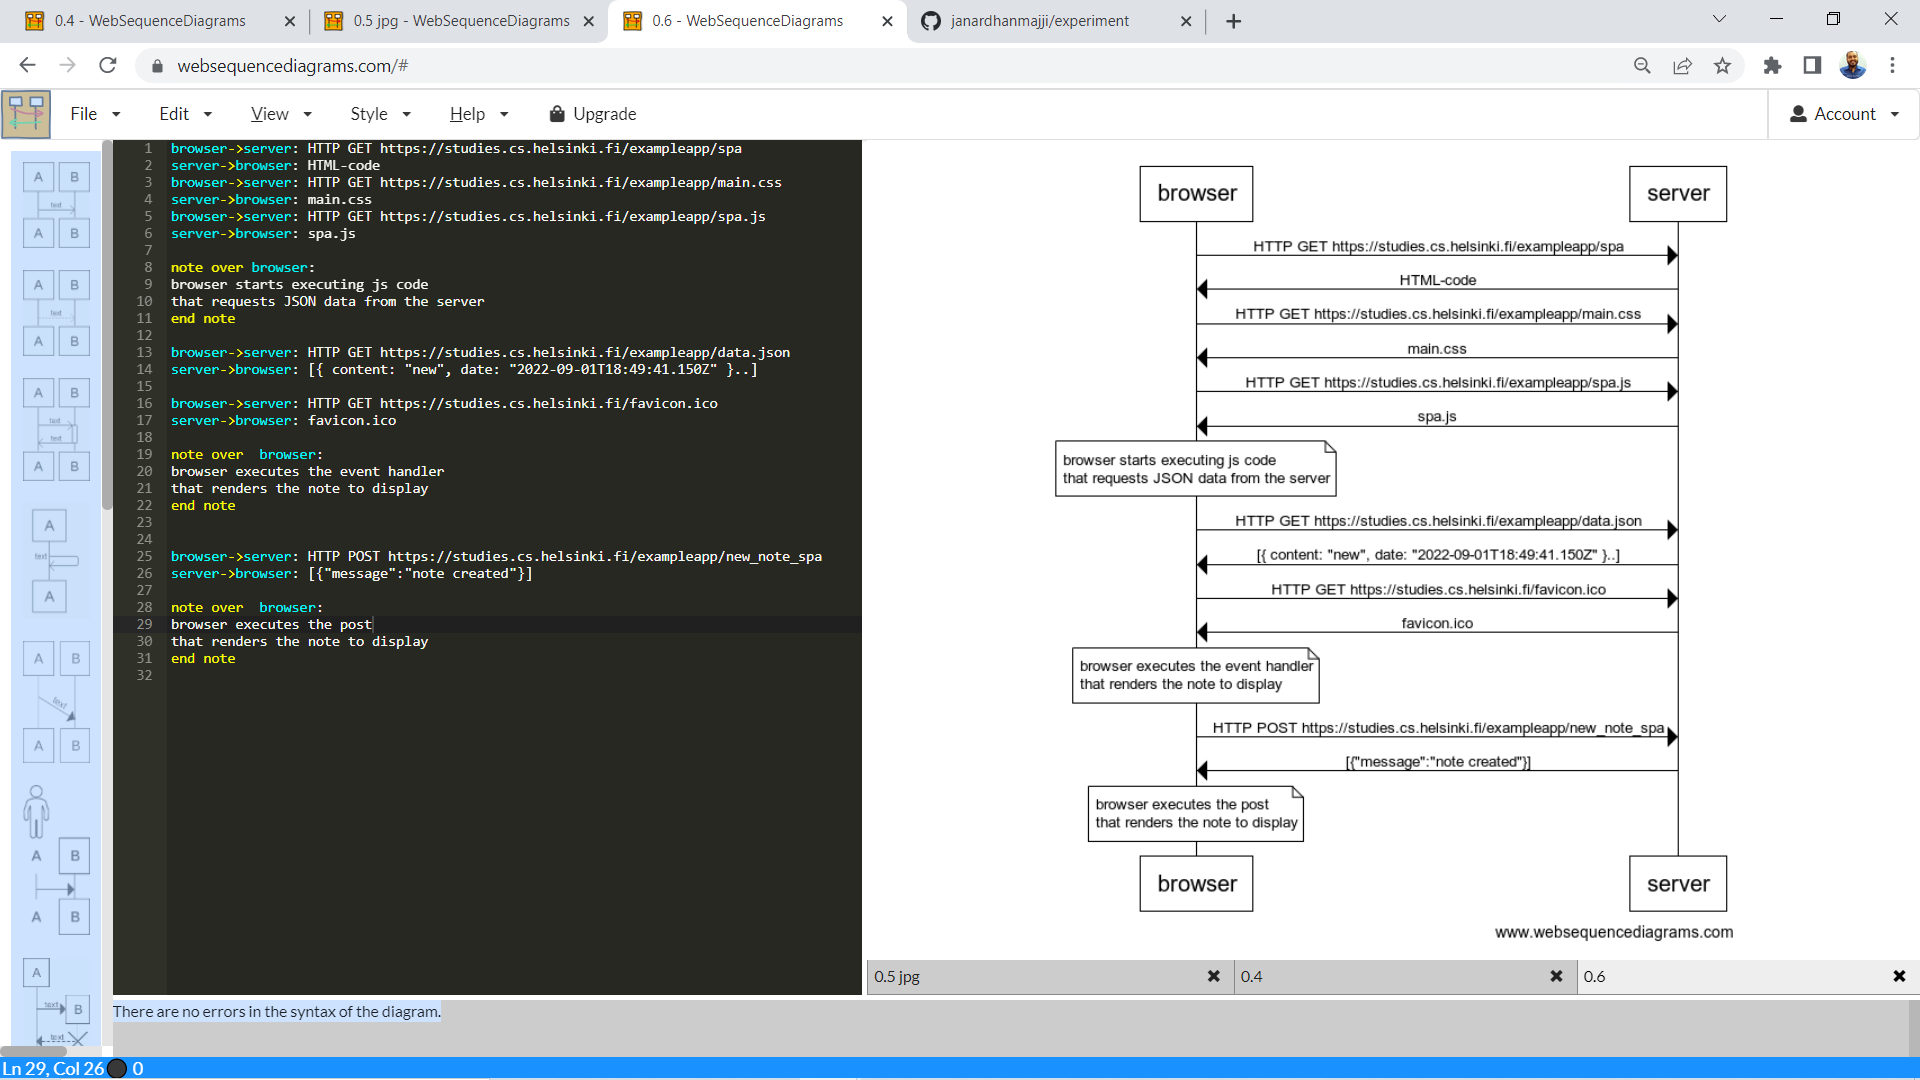 0.4 - WebSequenceDiagrams
0.5 jpg - WebSequenceDiagrams
0.6 - WebSequenceDiagrams
janardhanmajji/experiment
websequencediagrams.com/#
File
Edit
View
Style
Help
Upgrade
Account
A B
text
A B
A B
text
A B
A B
text
text
A B
A
text
A
A B
text
A B
A B
A B
A
text
B
text
1 browser->server: HTTP GET https://studies.cs.helsinki.fi/exampleapp/spa
2 server->browser: HTML-code
3 browser->server: HTTP GET https://studies.cs.helsinki.fi/exampleapp/main.css
4 server->browser: main.css
5 browser->server: HTTP GET https://studies.cs.helsinki.fi/exampleapp/spa.js
6 server->browser: spa.js
7
8 note over browser:
9 browser starts executing js code
10 that requests JSON data from the server
11 end note
12
13 browser->server: HTTP GET https://studies.cs.helsinki.fi/exampleapp/data.json
14 server->browser: [{ content: "new", date: "2022-09-01T18:49:41.150Z" }..]
15
16 browser->server: HTTP GET https://studies.cs.helsinki.fi/favicon.ico
17 server->browser: favicon.ico
18
19 note over  browser:
20 browser executes the event handler
21 that renders the note to display
22 end note
23
24
25 browser->server: HTTP POST https://studies.cs.helsinki.fi/exampleapp/new_note_spa
26 server->browser: [{"message":"note created"}]
27
28 note over  browser:
29 browser executes the post
30 that renders the note to display
31 end note
32
browser server
HTTP GET https://studies.cs.helsinki.fi/exampleapp/spa
HTML-code
HTTP GET https://studies.cs.helsinki.fi/exampleapp/main.css
main.css
HTTP GET https://studies.cs.helsinki.fi/exampleapp/spa.js
spa.js
browser starts executing js code
that requests JSON data from the server
HTTP GET https://studies.cs.helsinki.fi/exampleapp/data.json
[{ content: "new", date: "2022-09-01T18:49:41.150Z" }..]
HTTP GET https://studies.cs.helsinki.fi/favicon.ico
favicon.ico
browser executes the event handler
that renders the note to display
HTTP POST https://studies.cs.helsinki.fi/exampleapp/new_note_spa
[{"message":"note created"}]
browser executes the post
that renders the note to display
browser server
www.websequencediagrams.com
0.5 jpg
0.4
0.6
There are no errors in the syntax of the diagram.
Ln 29, Col 26 0